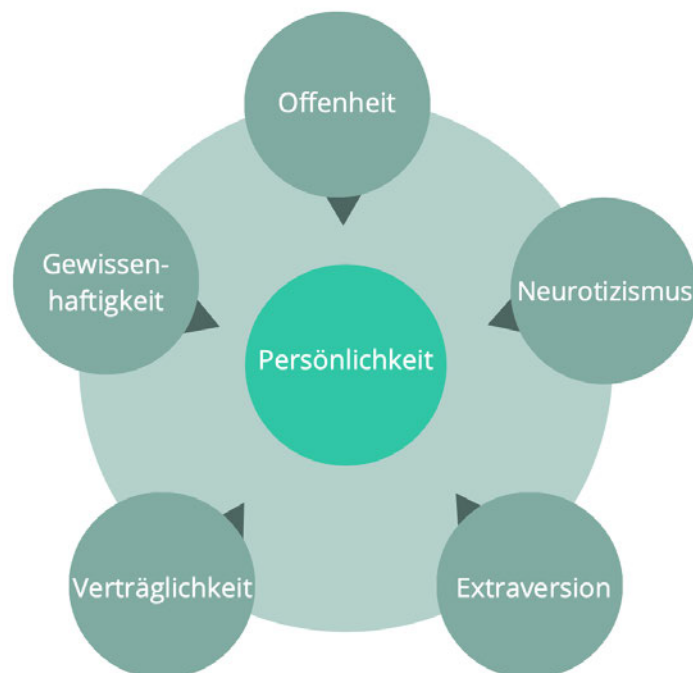 Offenheit
Gewissen-
haftigkeit
Neurotizismus
Persönlichkeit
Verträglichkeit
Extraversion